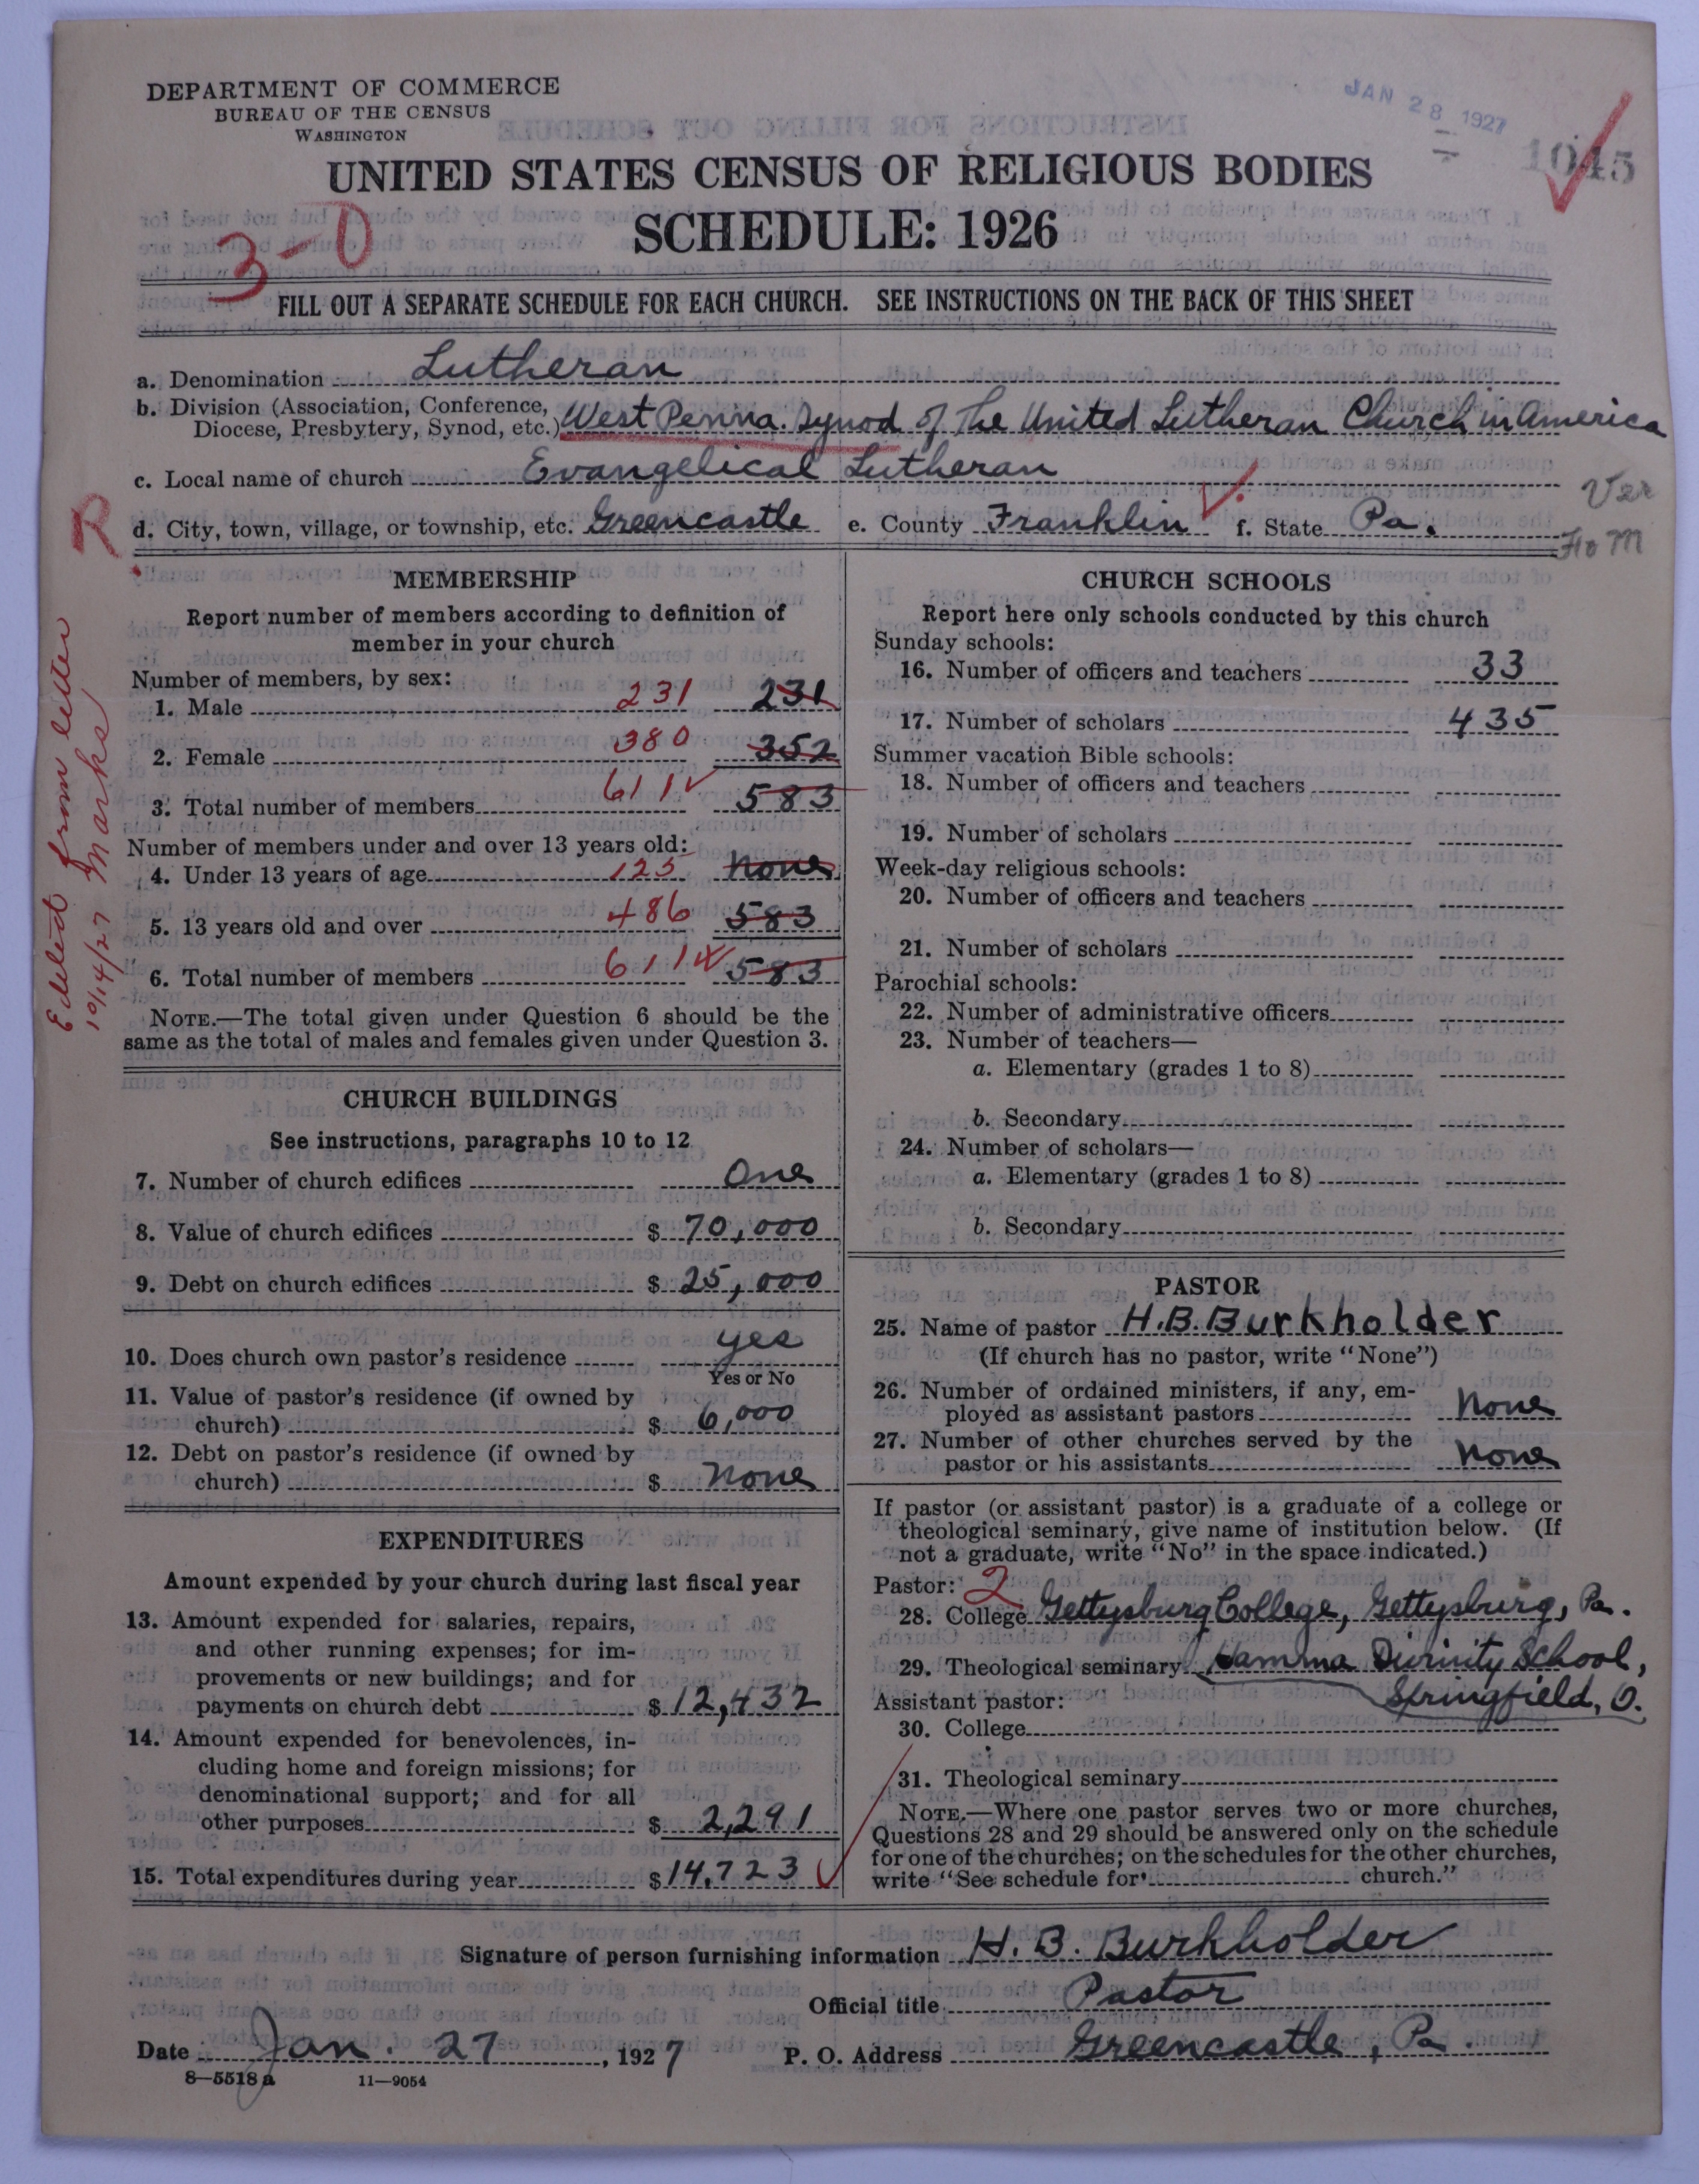 DEPARTMENT OF COMMERCE
BUREAU OF THE CENSUS
WASHINGTON
JAN 28 1927
1045
UNITED STATES CENSUS OF RELIGIOUS BODIES
SCHEDULE: 1926
3-0
FILL OUT A SEPARATE SCHEDULE FOR EACH CHURCH. SEE INSTRUCTIONS ON THE BACK OF THIS SHEET
a. Denomination Lutheran
b. Division (Association, Conference, Diocese, Presbytery, Synod, etc.) West Penna. Synod of The United Lutheran Church in America
c. Local name of church Evangelical Lutheran
d. City, town, village, or township, etc. Greencastle e. County Franklin f. State Pa.
Ver
R
Edited from letter
10/14/27 Marks
MEMBERSHIP
Report number of members according to definition of
member in your church
Number of members, by sex:
1. Male 231 231
2. Female 380 352
3. Total number of members 611 583
Number of members under and over 13 years old:
4. Under 13 years of age 125 None
5. 13 years old and over 486 583
6. Total number of members 611 583
NOTE.—The total given under Question 6 should be the
same as the total of males and females given under Question 3.
CHURCH BUILDINGS
See instructions, paragraphs 10 to 12
7. Number of church edifices One
8. Value of church edifices $ 70,000
9. Debt on church edifices $ 25,000
10. Does church own pastor's residence yes
Yes or No
11. Value of pastor's residence (if owned by
church) $ 6,000
12. Debt on pastor's residence (if owned by
church) $ None
EXPENDITURES
Amount expended by your church during last fiscal year
13. Amount expended for salaries, repairs,
and other running expenses; for im-
provements or new buildings; and for
payments on church debt $ 12,432
14. Amount expended for benevolences, in-
cluding home and foreign missions; for
denominational support; and for all
other purposes $ 2,291
15. Total expenditures during year $ 14,723
CHURCH SCHOOLS
Report here only schools conducted by this church
Sunday schools:
16. Number of officers and teachers 33
17. Number of scholars 435
Summer vacation Bible schools:
18. Number of officers and teachers
19. Number of scholars
Week-day religious schools:
20. Number of officers and teachers
21. Number of scholars
Parochial schools:
22. Number of administrative officers
23. Number of teachers—
a. Elementary (grades 1 to 8)
b. Secondary
24. Number of scholars—
a. Elementary (grades 1 to 8)
b. Secondary
PASTOR
25. Name of pastor H.B. Burkholder
(If church has no pastor, write "None")
26. Number of ordained ministers, if any, em-
ployed as assistant pastors None
27. Number of other churches served by the
pastor or his assistants None
If pastor (or assistant pastor) is a graduate of a college or
theological seminary, give name of institution below. (If
not a graduate, write "No" in the space indicated.)
Pastor: 2
28. College Gettysburg College, Gettysburg, Pa.
29. Theological seminary Hamma Divinity School,
Springfield, O.
Assistant pastor:
30. College
31. Theological seminary
NOTE.—Where one pastor serves two or more churches,
Questions 28 and 29 should be answered only on the schedule
for one of the churches; on the schedules for the other churches,
write "See schedule for church."
Signature of person furnishing information H. B. Burkholder
Official title Pastor
Date Jan. 27, 1927 P. O. Address Greencastle, Pa.
8—5518 a 11—9054